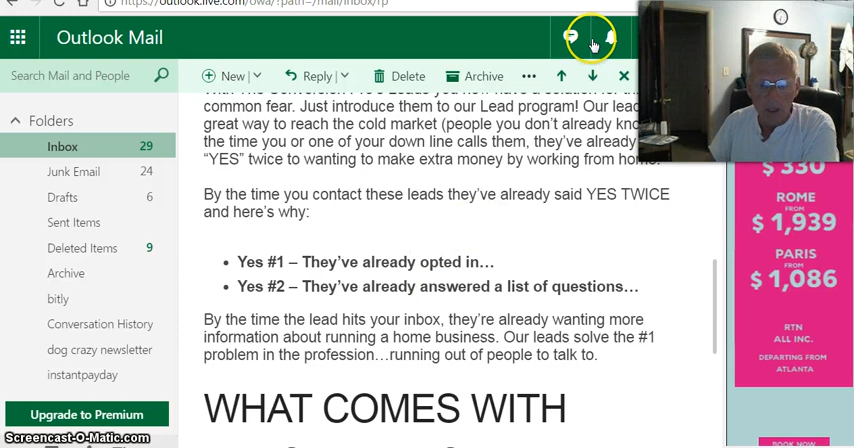 https://outlook.live.com/owa/?path=/mail/inbox/rp
Outlook Mail
Search Mail and People
New
Reply
Delete
Archive
Folders
Inbox 29
Junk Email 24
Drafts 6
Sent Items
Deleted Items 9
Archive
bitly
Conversation History
dog crazy newsletter
instantpayday
Upgrade to Premium
Screencast-O-Matic.com
common fear. Just introduce them to our Lead program! Our lead
great way to reach the cold market (people you don't already kno
the time you or one of your down line calls them, they've already
"YES" twice to wanting to make extra money by working from home.
By the time you contact these leads they've already said YES TWICE
and here's why:
• Yes #1 – They've already opted in…
• Yes #2 – They've already answered a list of questions…
By the time the lead hits your inbox, they're already wanting more
information about running a home business. Our leads solve the #1
problem in the profession…running out of people to talk to.
WHAT COMES WITH
$ 330
ROME
FROM
$ 1,939
PARIS
FROM
$ 1,086
RTN
ALL INC.
DEPARTING FROM
ATLANTA
BOOK NOW